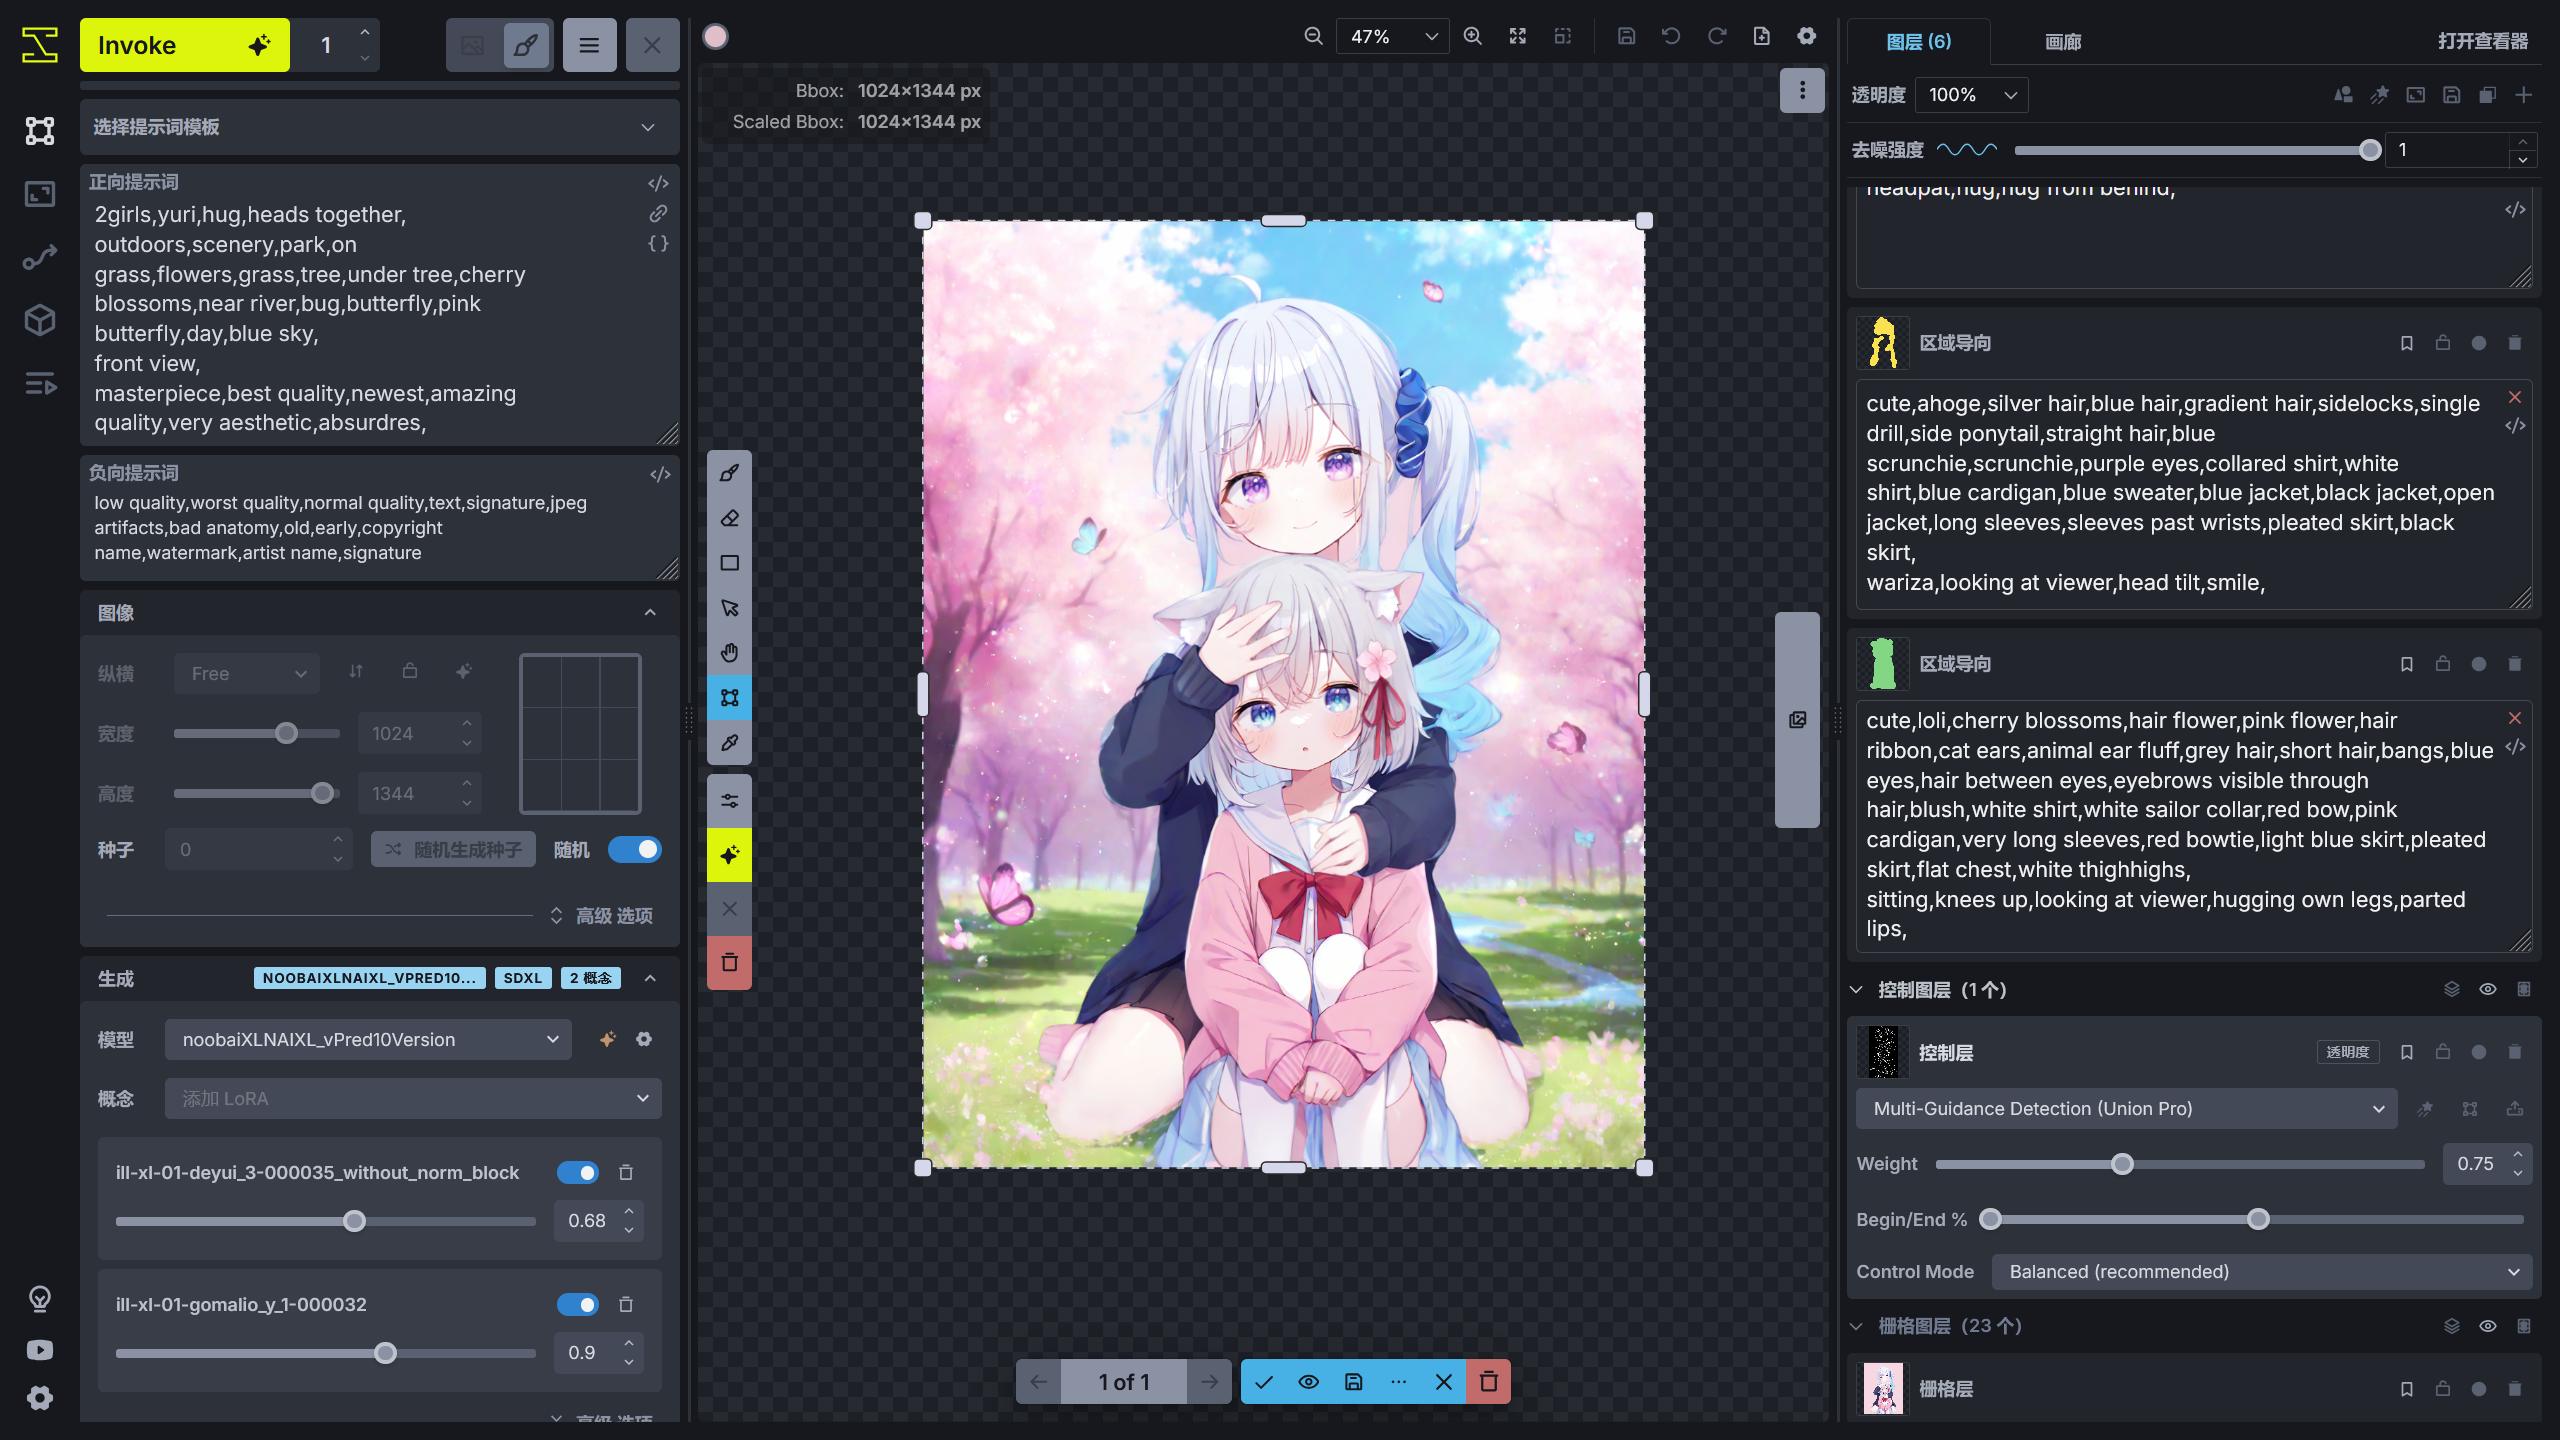 Invoke
1
选择提示词模板
正向提示词
2girls,yuri,hug,heads together,
outdoors,scenery,park,on
grass,flowers,grass,tree,under tree,cherry
blossoms,near river,bug,butterfly,pink
butterfly,day,blue sky,
front view,
masterpiece,best quality,newest,amazing
quality,very aesthetic,absurdres,
负向提示词
low quality,worst quality,normal quality,text,signature,jpeg
artifacts,bad anatomy,old,early,copyright
name,watermark,artist name,signature
图像
纵横
Free
宽度
1024
高度
1344
种子
0
随机生成种子
随机
高级 选项
生成
NOOBAIXLNAIXL_VPRED10...
SDXL
2 概念
模型
noobaiXLNAIXL_vPred10Version
概念
添加 LoRA
ill-xl-01-deyui_3-000035_without_norm_block
0.68
ill-xl-01-gomalio_y_1-000032
0.9
高级 选项
47%
Bbox: 1024×1344 px
Scaled Bbox: 1024×1344 px
1 of 1
图层 (6)
画廊
打开查看器
透明度
100%
去噪强度
1
headpat,hug,hug from behind,
区域导向
cute,ahoge,silver hair,blue hair,gradient hair,sidelocks,single
drill,side ponytail,straight hair,blue
scrunchie,scrunchie,purple eyes,collared shirt,white
shirt,blue cardigan,blue sweater,blue jacket,black jacket,open
jacket,long sleeves,sleeves past wrists,pleated skirt,black
skirt,
wariza,looking at viewer,head tilt,smile,
区域导向
cute,loli,cherry blossoms,hair flower,pink flower,hair
ribbon,cat ears,animal ear fluff,grey hair,short hair,bangs,blue
eyes,hair between eyes,eyebrows visible through
hair,blush,white shirt,white sailor collar,red bow,pink
cardigan,very long sleeves,red bowtie,light blue skirt,pleated
skirt,flat chest,white thighhighs,
sitting,knees up,looking at viewer,hugging own legs,parted
lips,
控制图层 (1 个)
控制层
透明度
Multi-Guidance Detection (Union Pro)
Weight
0.75
Begin/End %
Control Mode
Balanced (recommended)
栅格图层 (23 个)
栅格层